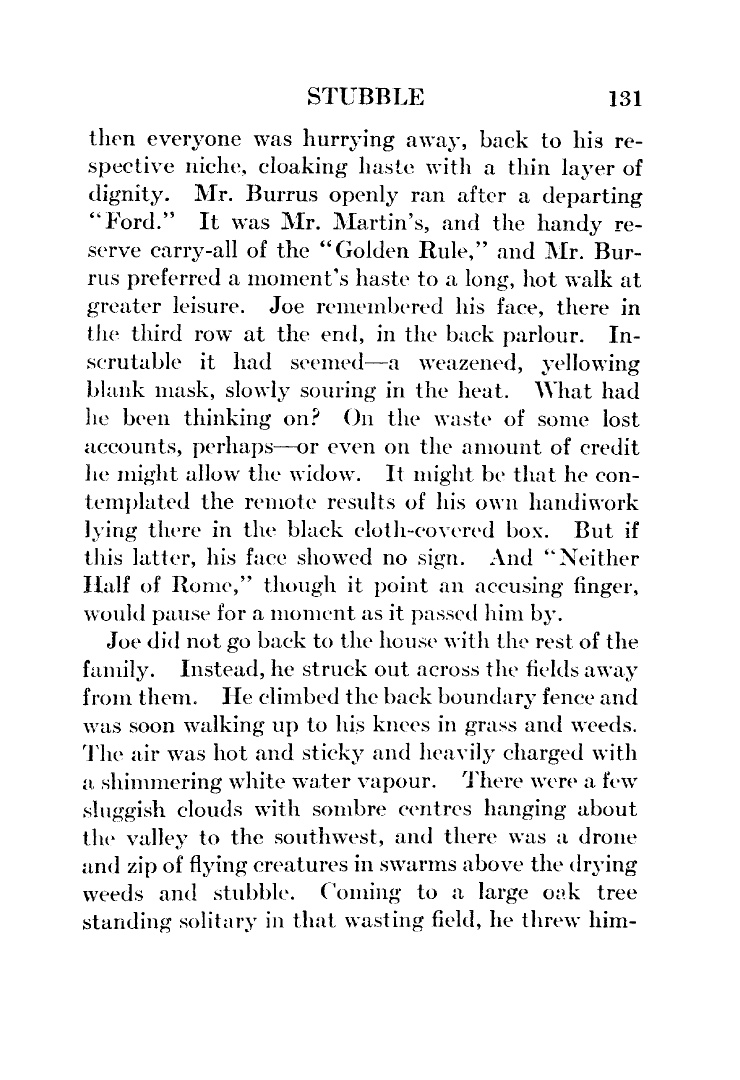 STUBBLE 131
then everyone was hurrying away, back to his re-
spective niche, cloaking haste with a thin layer of
dignity. Mr. Burrus openly ran after a departing
“Ford.” It was Mr. Martin’s, and the handy re-
serve carry-all of the “Golden Rule,” and Mr. Bur-
rus preferred a moment’s haste to a long, hot walk at
greater leisure. Joe remembered his face, there in
the third row at the end, in the back parlour. In-
scrutable it had seemed—a weazened, yellowing
blank mask, slowly souring in the heat. What had
he been thinking on? On the waste of some lost
accounts, perhaps—or even on the amount of credit
he might allow the widow. It might be that he con-
templated the remote results of his own handiwork
lying there in the black cloth-covered box. But if
this latter, his face showed no sign. And “Neither
Half of Rome,” though it point an accusing finger,
would pause for a moment as it passed him by.
Joe did not go back to the house with the rest of the
family. Instead, he struck out across the fields away
from them. He climbed the back boundary fence and
was soon walking up to his knees in grass and weeds.
The air was hot and sticky and heavily charged with
a shimmering white water vapour. There were a few
sluggish clouds with sombre centres hanging about
the valley to the southwest, and there was a drone
and zip of flying creatures in swarms above the drying
weeds and stubble. Coming to a large oak tree
standing solitary in that wasting field, he threw him-